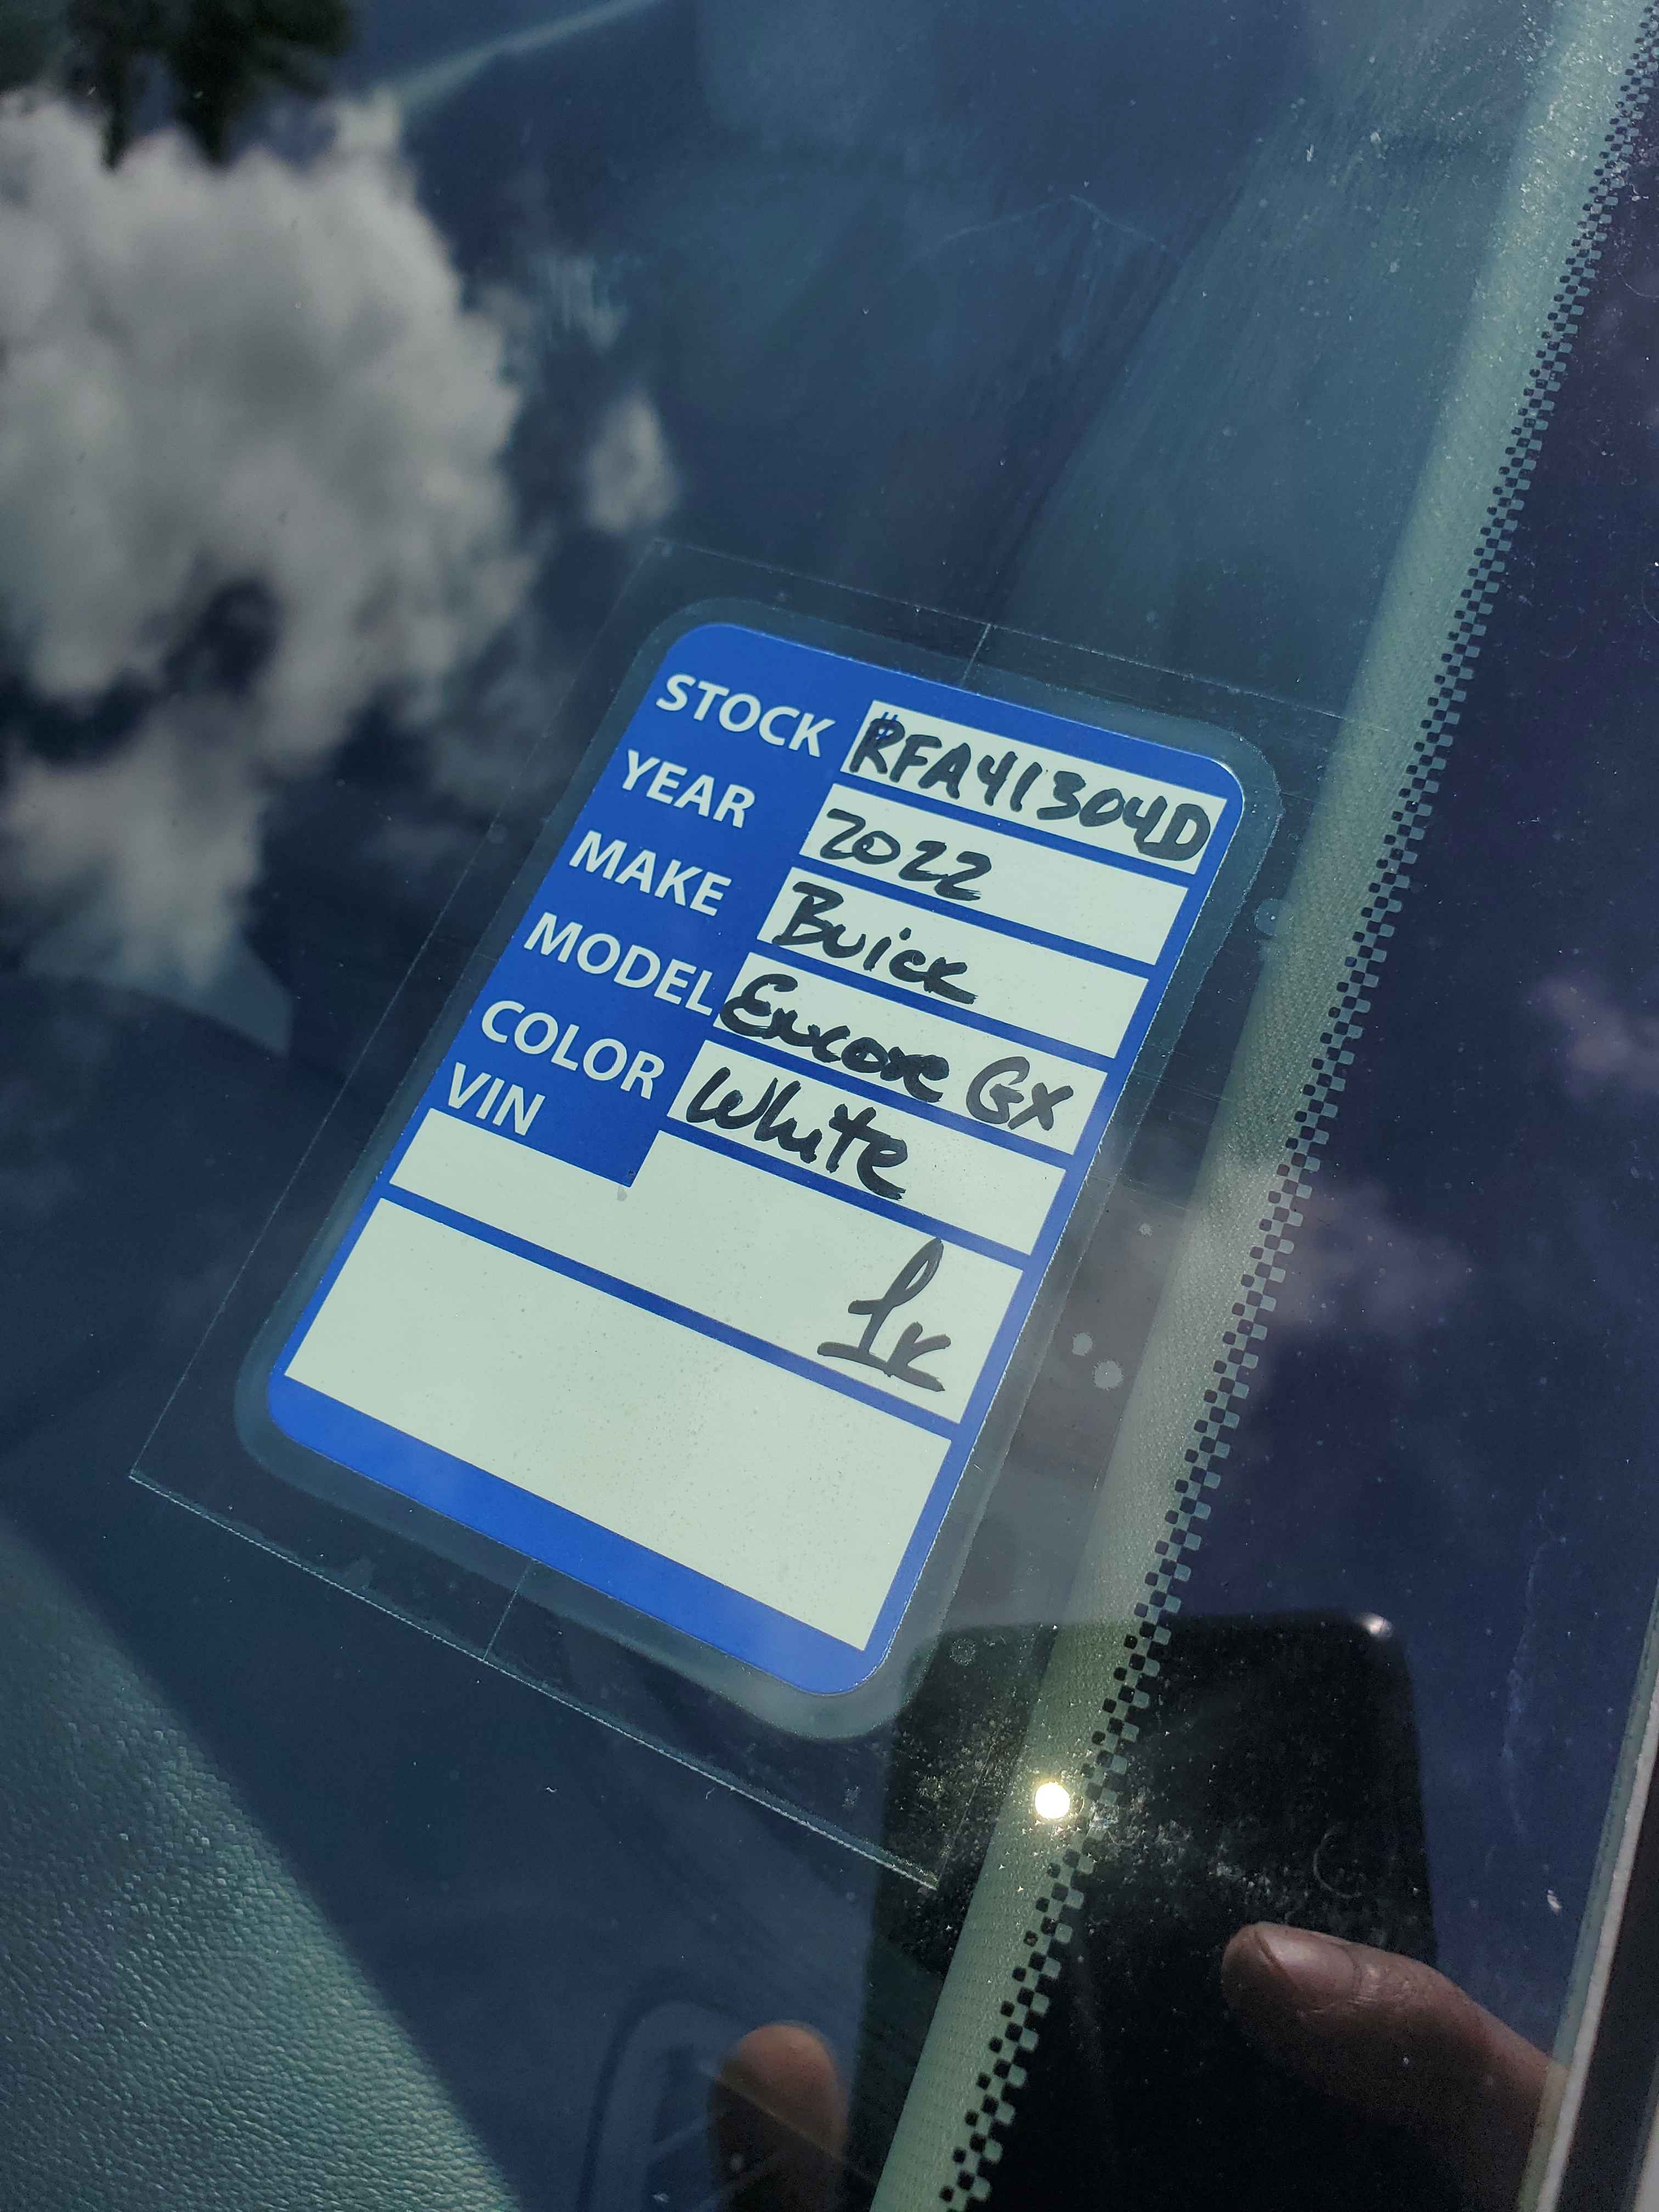 STOCK #RFA41304D
YEAR 2022
MAKE Buick
MODEL Encore GX
COLOR White
VIN
1k